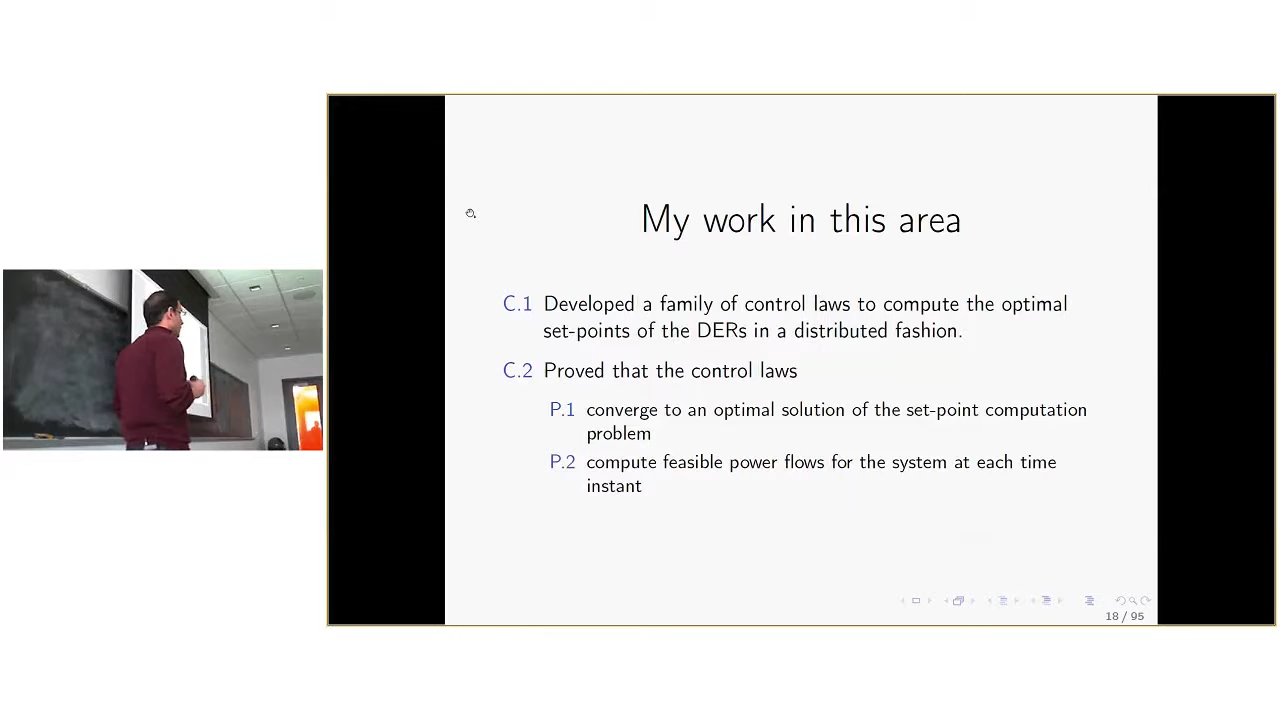 My work in this area
C.1 Developed a family of control laws to compute the optimal
set-points of the DERs in a distributed fashion.
C.2 Proved that the control laws
P.1 converge to an optimal solution of the set-point computation
problem
P.2 compute feasible power flows for the system at each time
instant
18 / 95